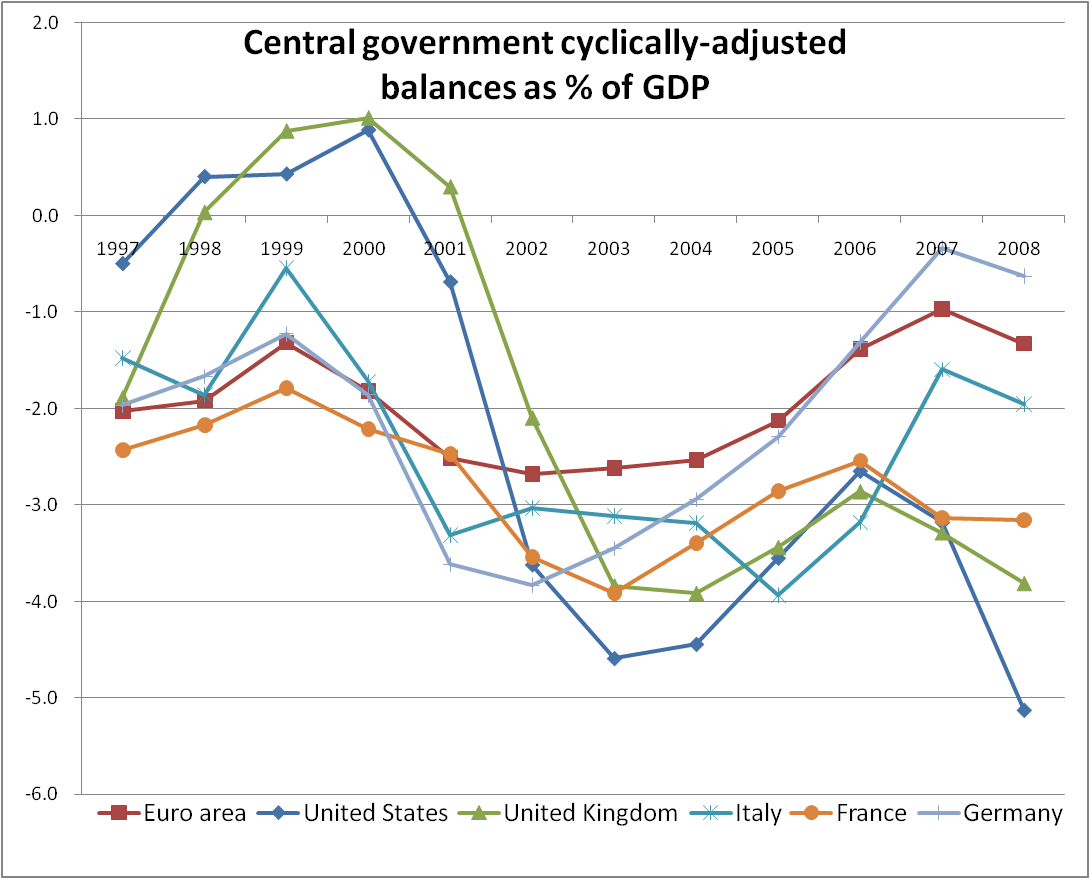 2.0
Central government cyclically-adjusted
balances as % of GDP
1.0
0.0
1997 1998 1999 2000 2001 2002 2003 2004 2005 2006 2007 2008
-1.0
-2.0
-3.0
-4.0
-5.0
-6.0
Euro area United States United Kingdom Italy France Germany